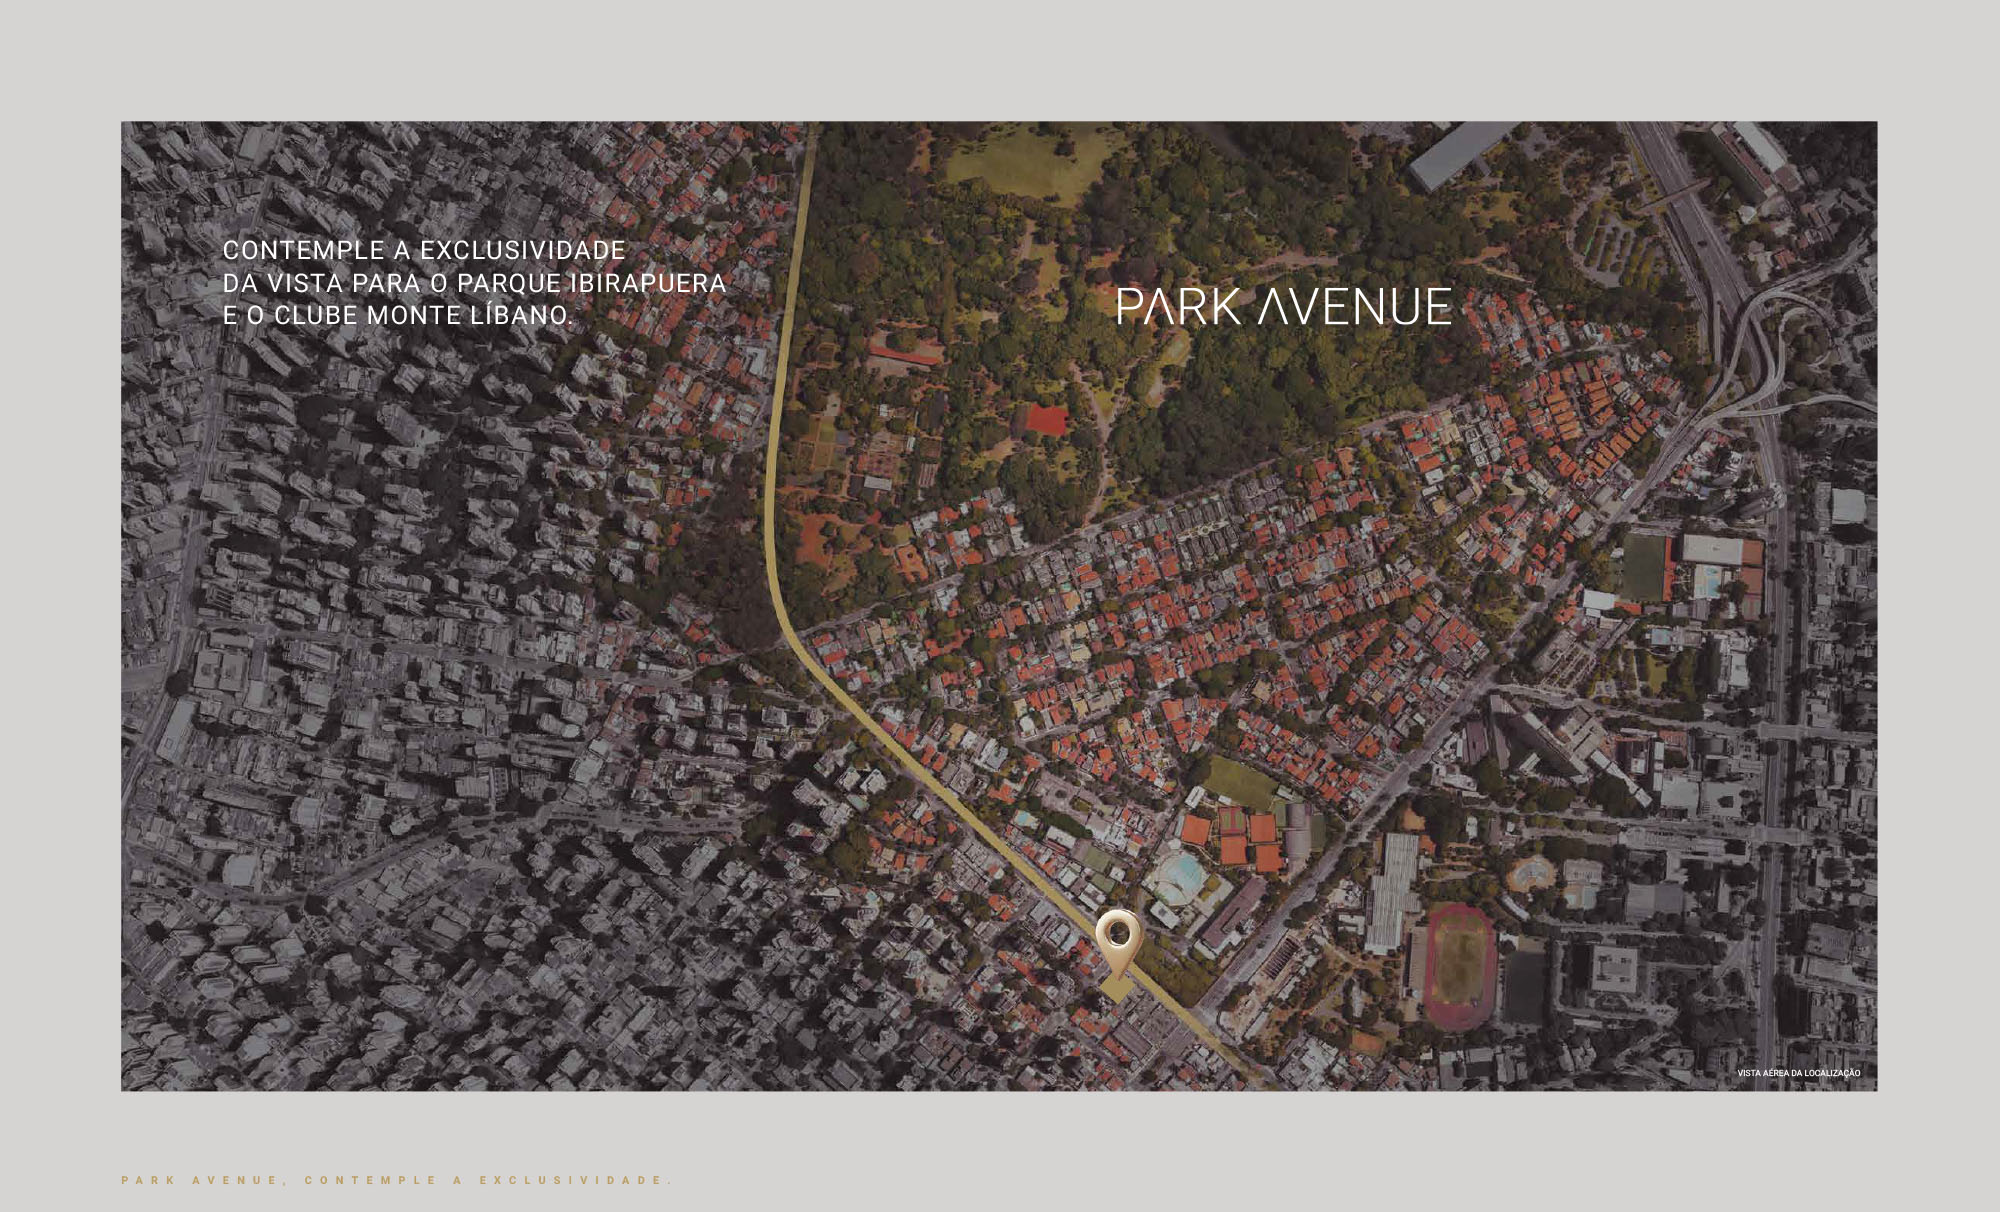 CONTEMPLE A EXCLUSIVIDADE
DA VISTA PARA O PARQUE IBIRAPUERA
E O CLUBE MONTE LÍBANO.
PARK AVENUE
VISTA AÉREA DA LOCALIZAÇÃO
PARK AVENUE, CONTEMPLE A EXCLUSIVIDADE.